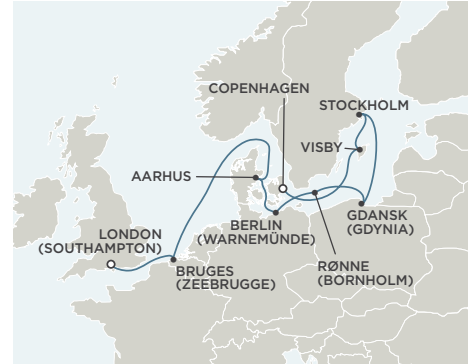 COPENHAGEN
STOCKHOLM
VISBY
AARHUS
GDANSK
(GDYNIA)
BERLIN
(WARNEMÜNDE)
LONDON
(SOUTHAMPTON)
RØNNE
(BORNHOLM)
BRUGES
(ZEEBRUGGE)